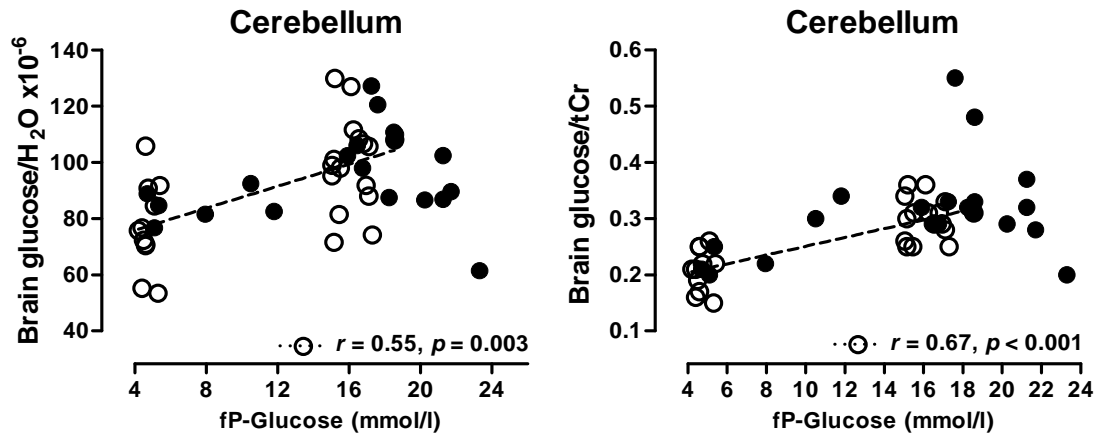 Cerebellum
Brain glucose/H2O x10-6
140
120
100
80
60
40
r = 0.55, p = 0.003
4 8 12 16 20 24
fP-Glucose (mmol/l)
Cerebellum
Brain glucose/tCr
0.6
0.5
0.4
0.3
0.2
0.1
r = 0.67, p < 0.001
4 6 8 10 12 14 16 18 20 22 24
fP-Glucose (mmol/l)